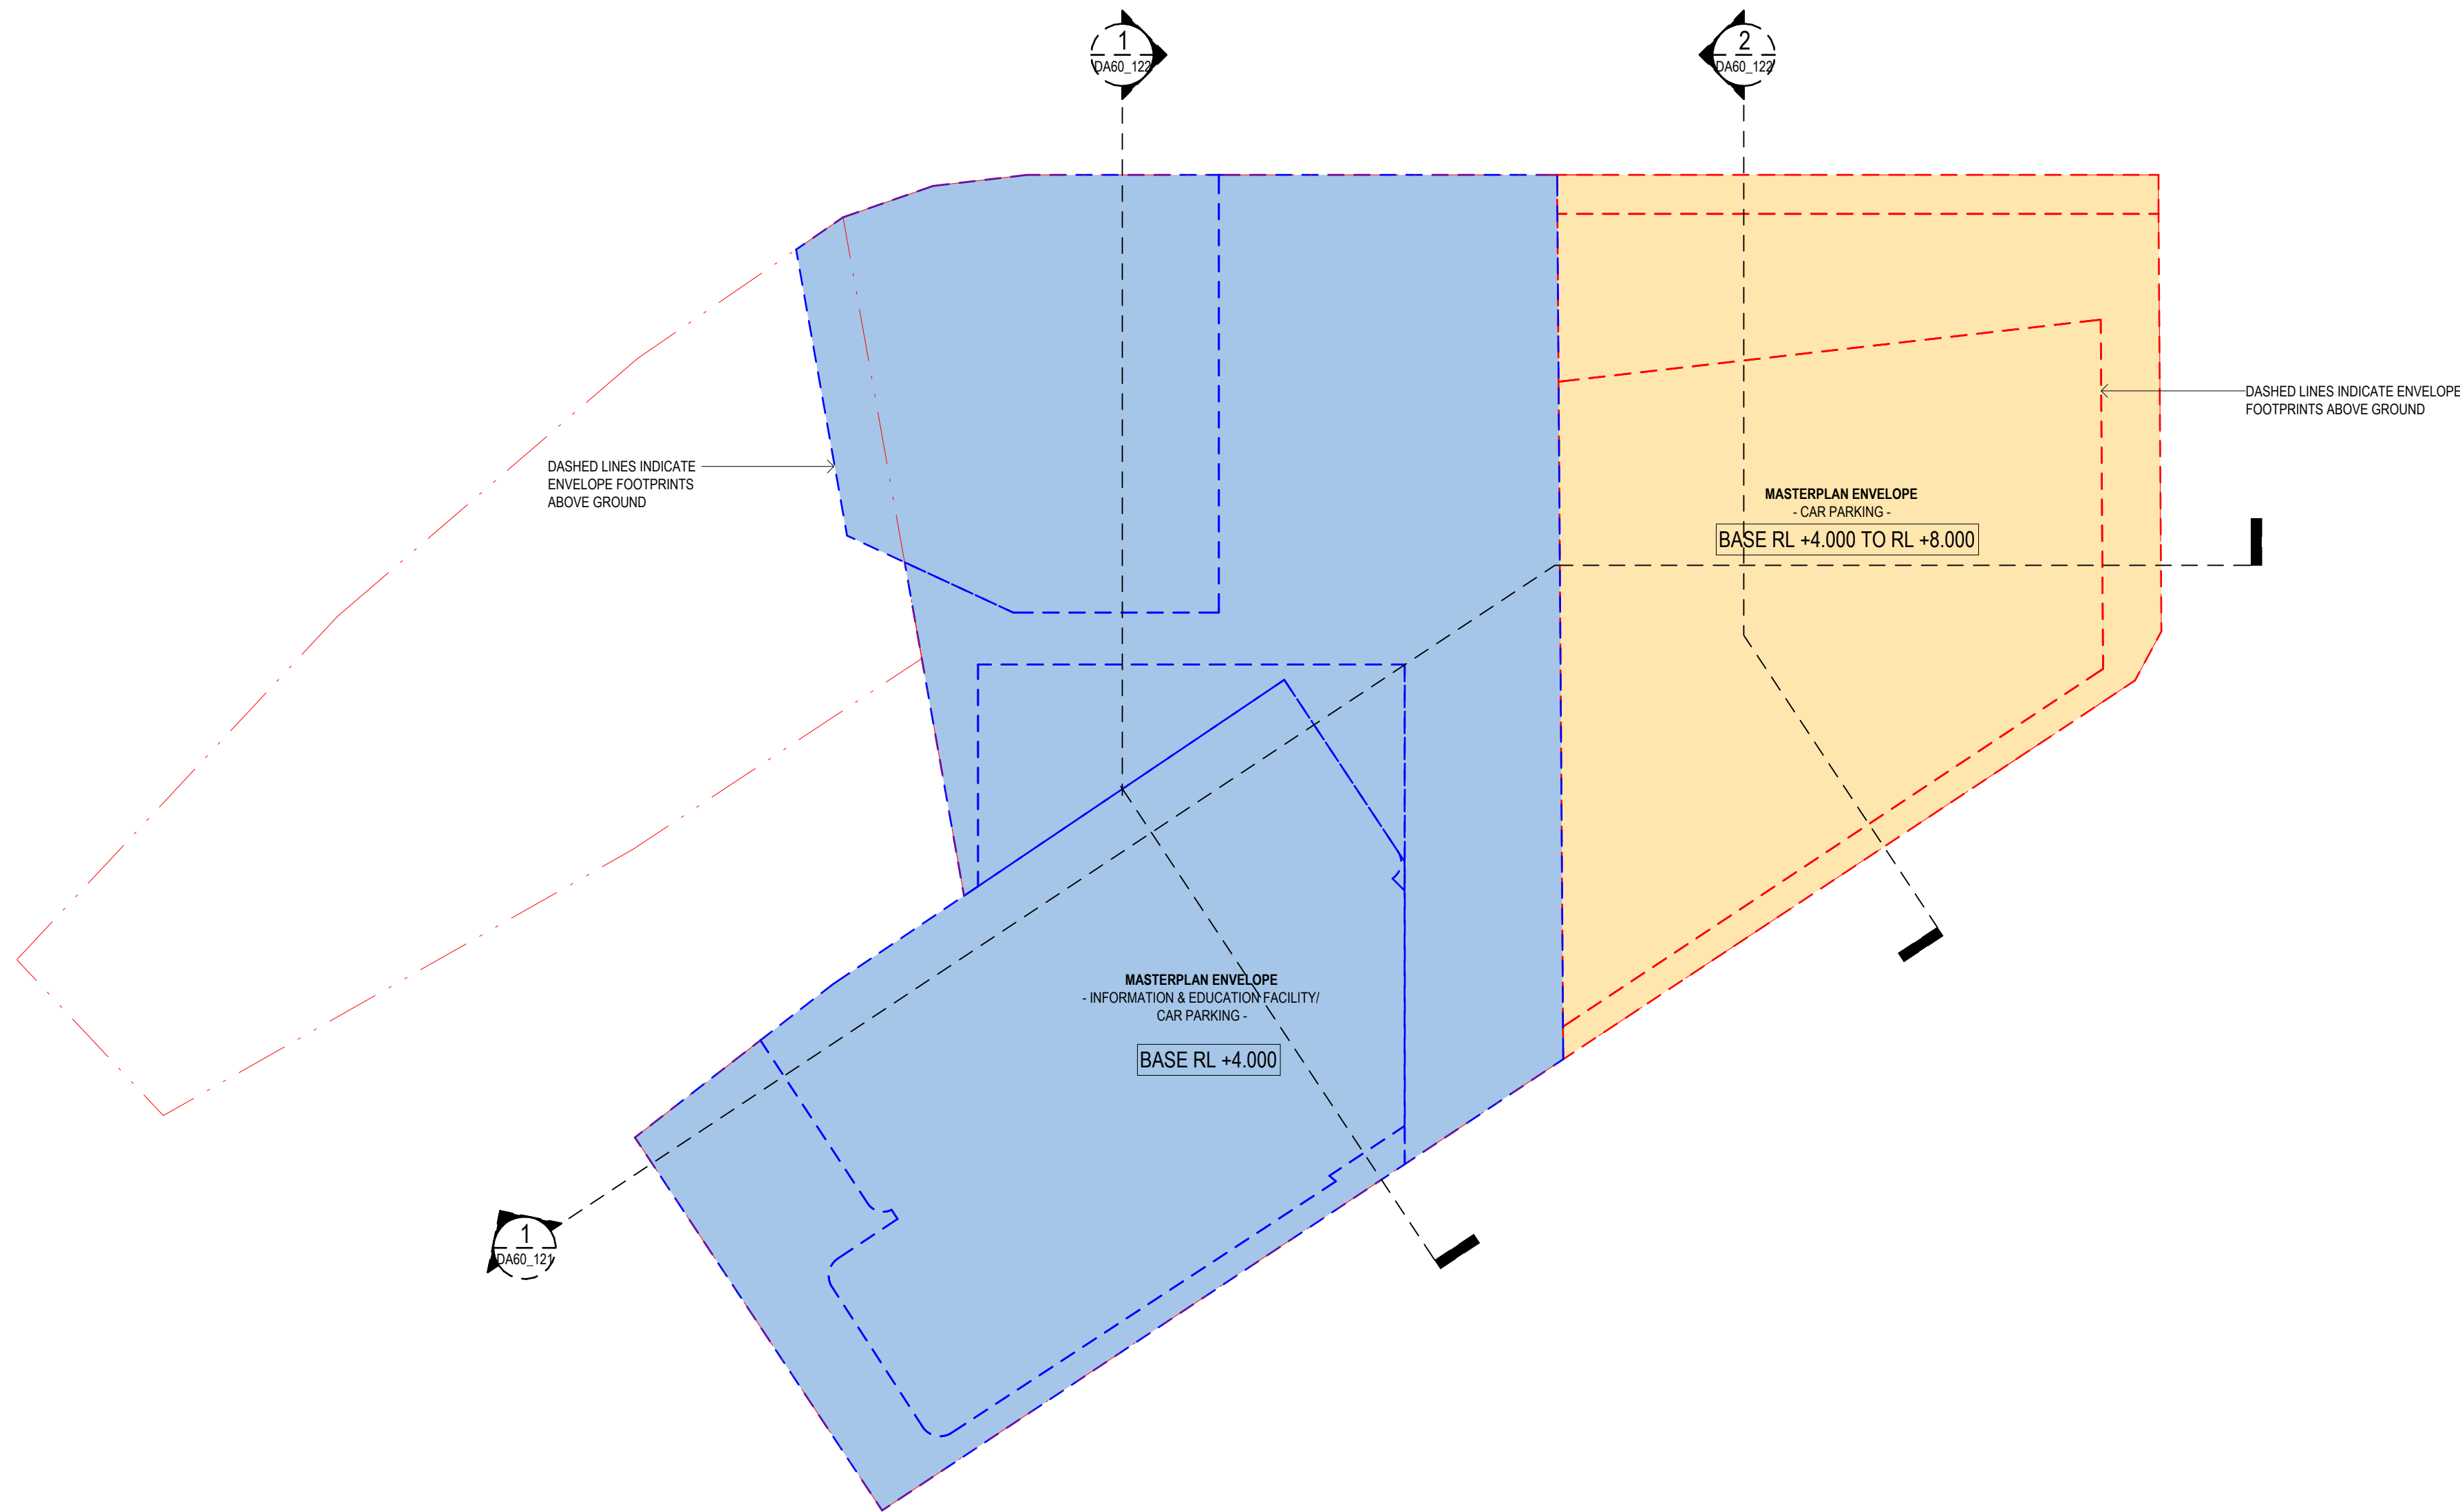 1
DA60_122
2
DA60_122
DASHED LINES INDICATE ENVELOPE
FOOTPRINTS ABOVE GROUND
DASHED LINES INDICATE
ENVELOPE FOOTPRINTS
ABOVE GROUND
MASTERPLAN ENVELOPE
- CAR PARKING -
BASE RL +4.000 TO RL +8.000
MASTERPLAN ENVELOPE
- INFORMATION & EDUCATION FACILITY/
CAR PARKING -
BASE RL +4.000
1
DA60_121